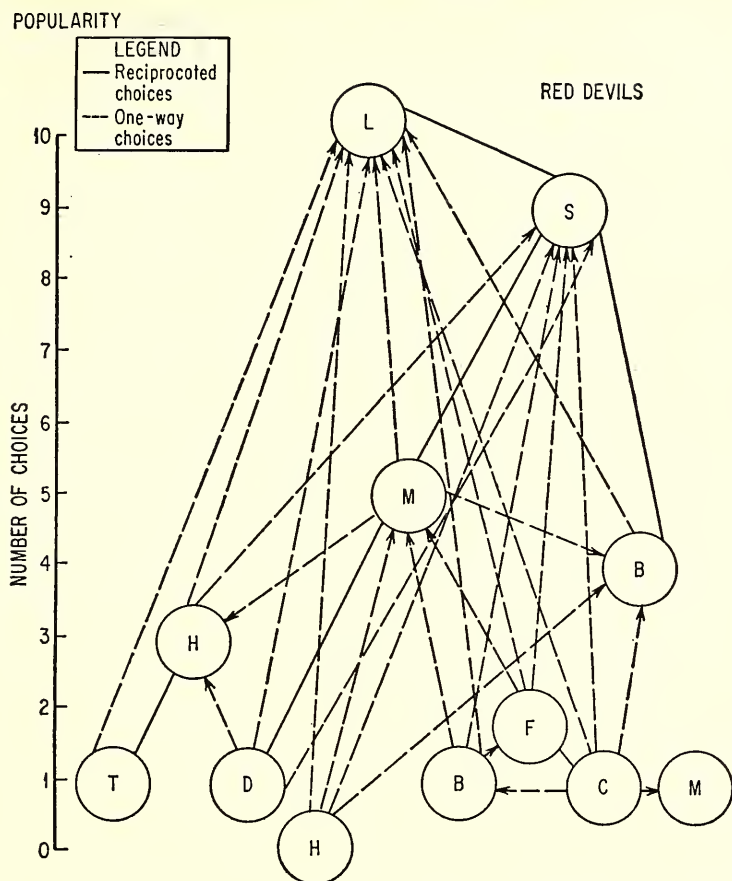 POPULARITY
LEGEND
Reciprocated
choices
One-way
choices
RED DEVILS
NUMBER OF CHOICES
10
9
8
7
6
5
4
3
2
1
0
L
S
M
B
H
F
T
D
B
C
M
H